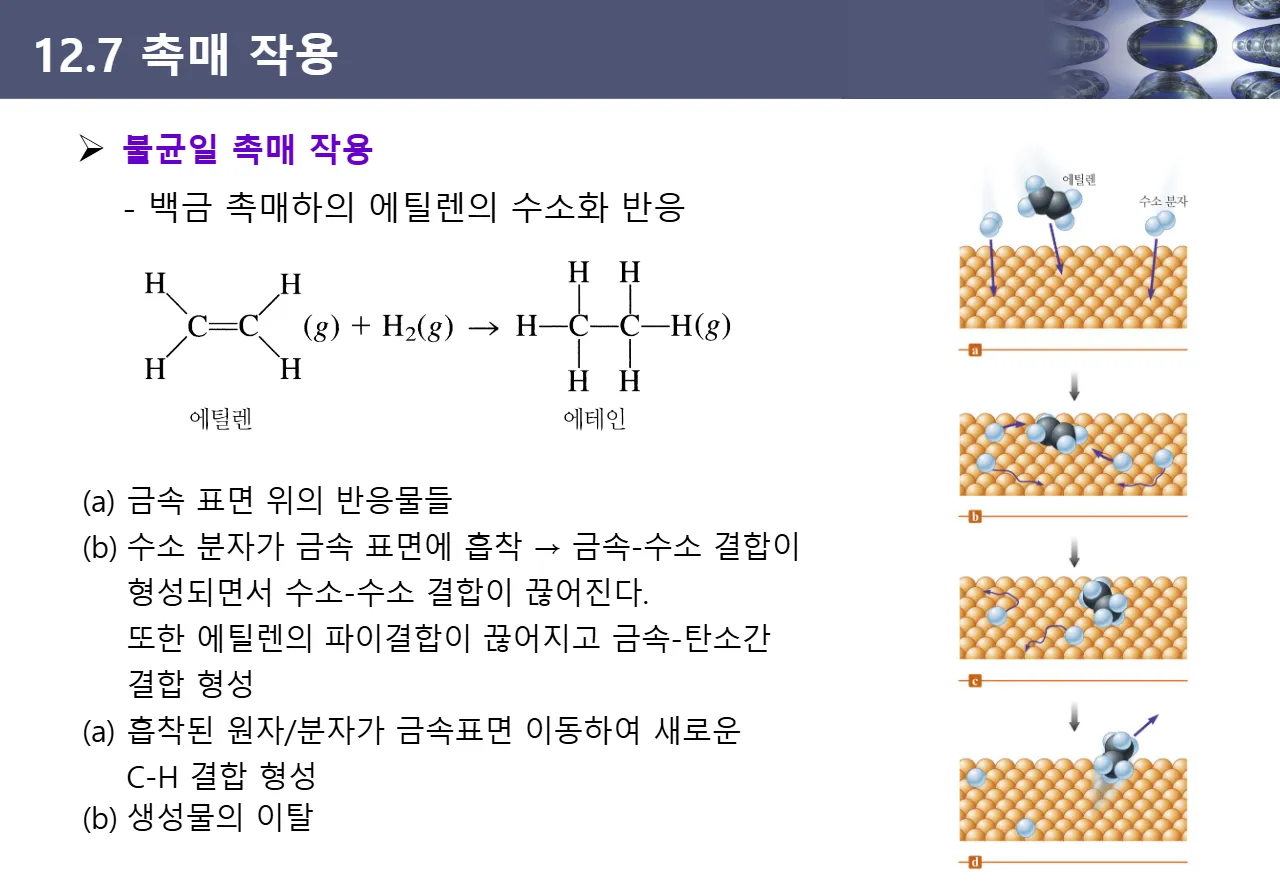 12.7 촉매 작용
➢ 불균일 촉매 작용
- 백금 촉매하의 에틸렌의 수소화 반응
H H H H
C=C (g) + H₂(g) → H—C—C—H(g)
H H H H
에틸렌 에테인
(a) 금속 표면 위의 반응물들
(b) 수소 분자가 금속 표면에 흡착 → 금속-수소 결합이
형성되면서 수소-수소 결합이 끊어진다.
또한 에틸렌의 파이결합이 끊어지고 금속-탄소간
결합 형성
(a) 흡착된 원자/분자가 금속표면 이동하여 새로운
C-H 결합 형성
(b) 생성물의 이탈
에틸렌
수소 분자
a
b
c
d